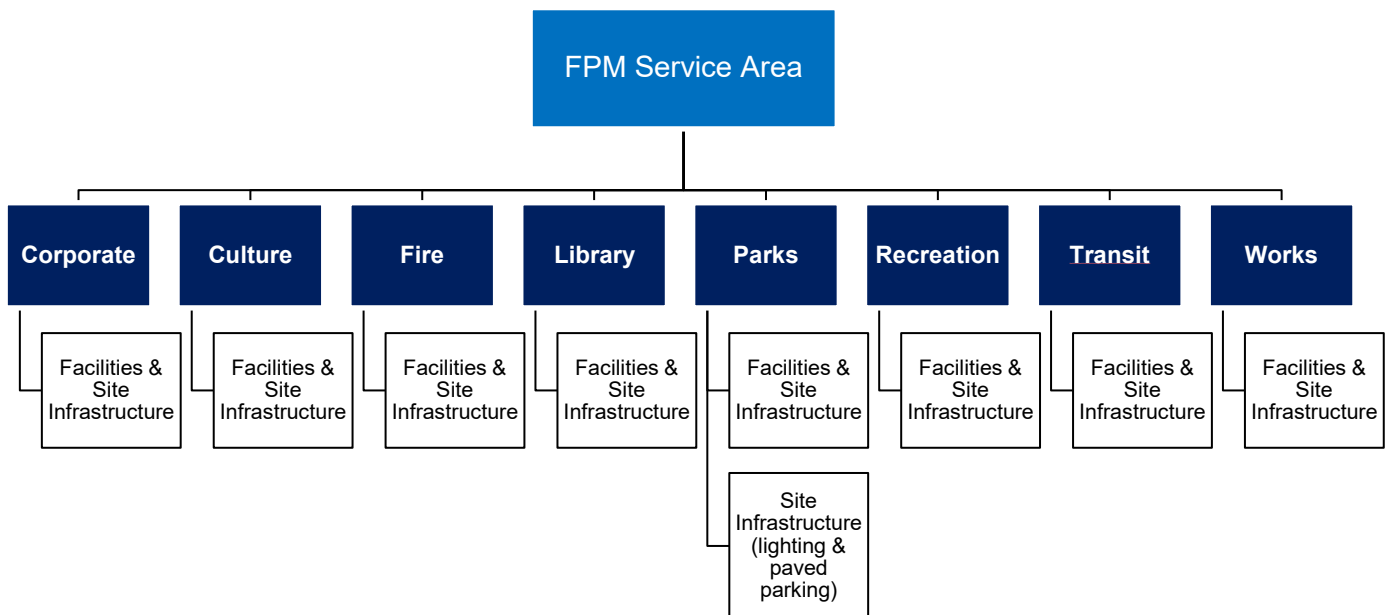 FPM Service Area
Corporate
Culture
Fire
Library
Parks
Recreation
Transit
Works
Facilities &
Site
Infrastructure
Facilities &
Site
Infrastructure
Facilities &
Site
Infrastructure
Facilities &
Site
Infrastructure
Facilities &
Site
Infrastructure
Facilities &
Site
Infrastructure
Facilities &
Site
Infrastructure
Facilities &
Site
Infrastructure
Site
Infrastructure
(lighting &
paved
parking)